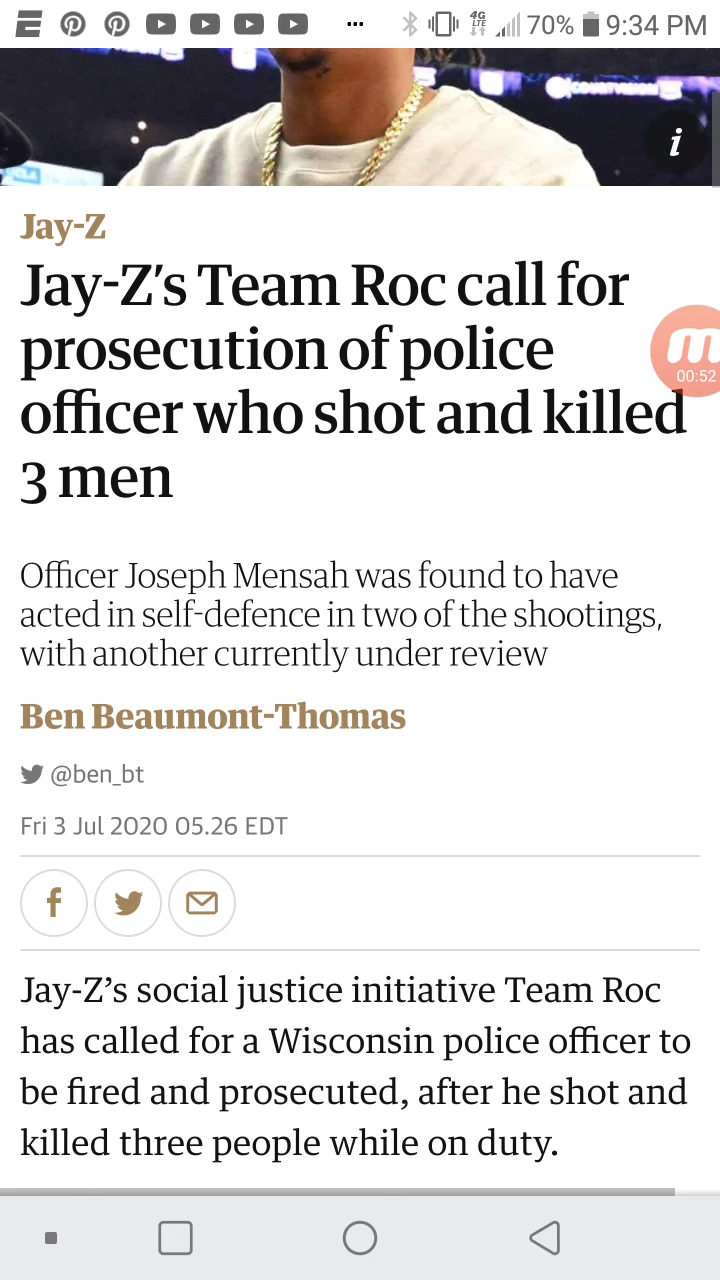 4G
LTE
70%
9:34 PM
i
Jay-Z
Jay-Z’s Team Roc call for
prosecution of police
officer who shot and killed
3 men
m
00:52
Officer Joseph Mensah was found to have
acted in self-defence in two of the shootings,
with another currently under review
Ben Beaumont-Thomas
@ben_bt
Fri 3 Jul 2020 05.26 EDT
f
Jay-Z’s social justice initiative Team Roc
has called for a Wisconsin police officer to
be fired and prosecuted, after he shot and
killed three people while on duty.